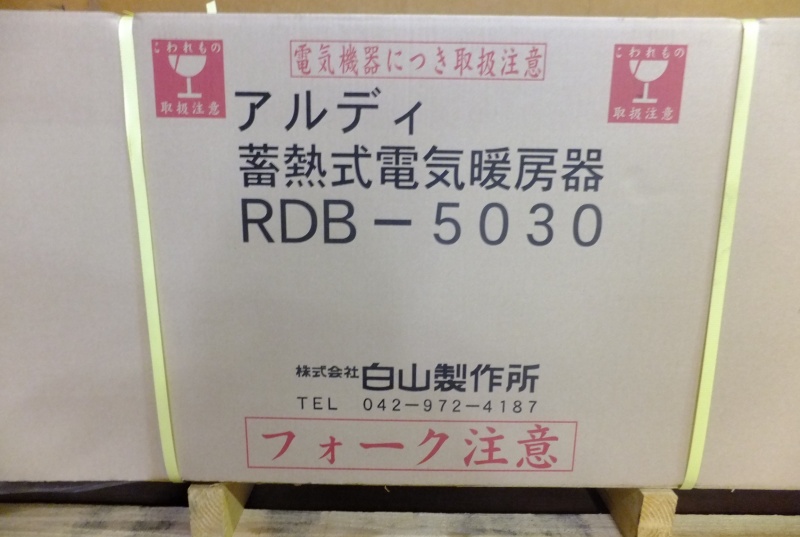 こわれもの
取扱注意
電気機器につき取扱注意
こわれもの
取扱注意
アルディ
蓄熱式電気暖房器
RDB-5030
株式会社 白山製作所
TEL 042-972-4187
フォーク注意